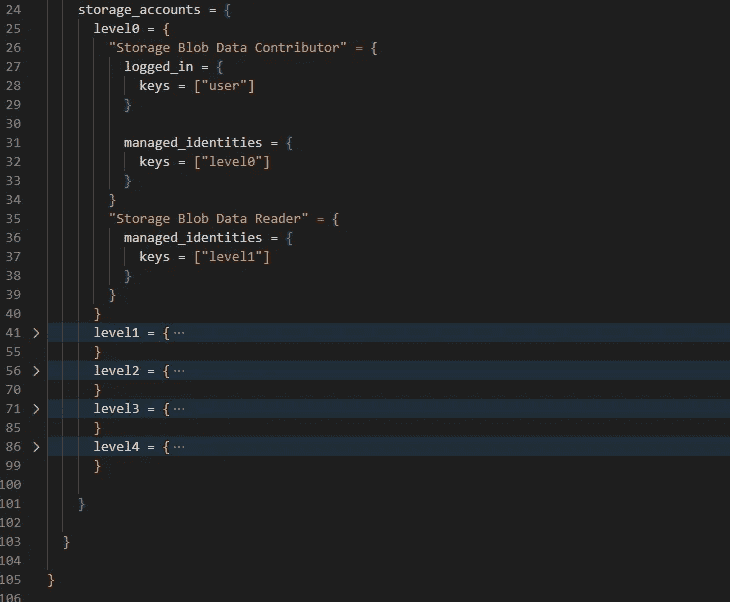 24 storage_accounts = {
25 level0 = {
26 "Storage Blob Data Contributor" = {
27 logged_in = {
28 keys = ["user"]
29 }
30
31 managed_identities = {
32 keys = ["level0"]
33 }
34 }
35 "Storage Blob Data Reader" = {
36 managed_identities = {
37 keys = ["level1"]
38 }
39 }
40 }
41 > level1 = { ···
55 }
56 > level2 = { ···
70 }
71 > level3 = { ···
85 }
86 > level4 = { ···
99 }
100
101 }
102
103 }
104
105 }
106